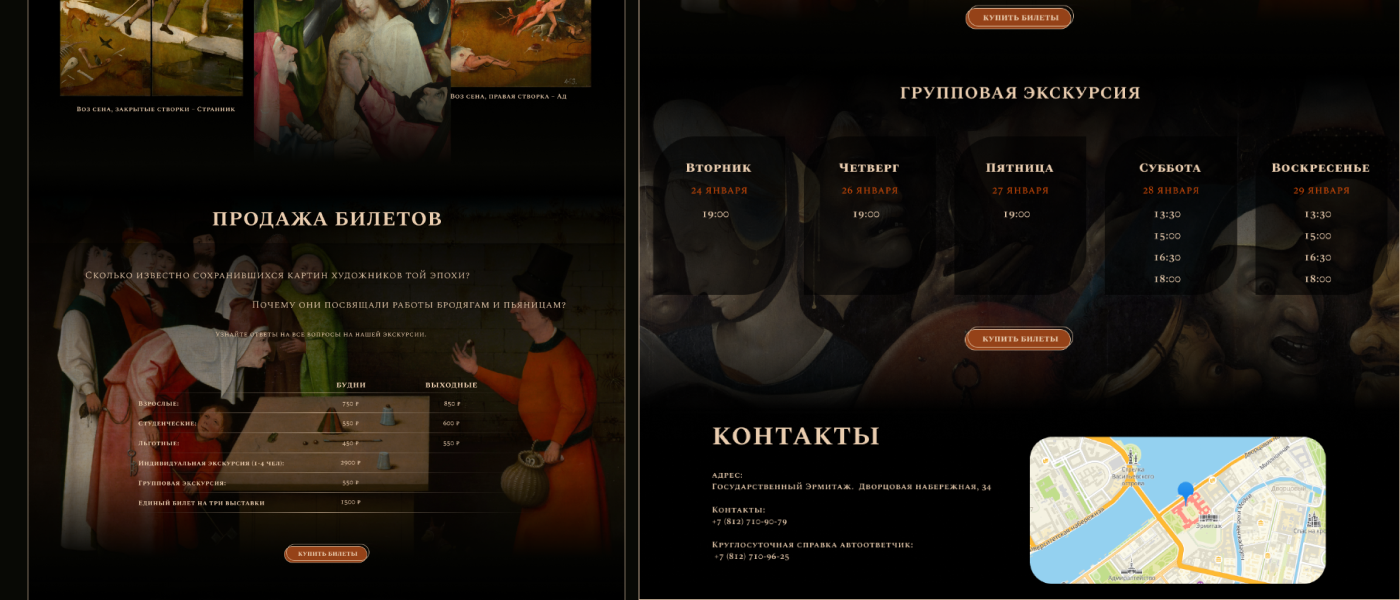 Воз сена, закрытые створки - Странник
Воз сена, правая створка - Ад
ПРОДАЖА БИЛЕТОВ
Сколько известно сохранившихся картин художников той эпохи?
Почему они посвящали работы бродягам и пьяницам?
Узнайте ответы на все вопросы на нашей экскурсии.
БУДНИ ВЫХОДНЫЕ
Взрослые: 750 ₽ 850 ₽
Студенческие: 550 ₽ 600 ₽
Льготные: 450 ₽ 550 ₽
Индивидуальная экскурсия (1-4 чел): 2900 ₽
Групповая экскурсия: 550 ₽
Единый билет на три выставки 1500 ₽
КУПИТЬ БИЛЕТЫ
КУПИТЬ БИЛЕТЫ
ГРУППОВАЯ ЭКСКУРСИЯ
Вторник Четверг Пятница Суббота Воскресенье
24 ЯНВАРЯ 26 ЯНВАРЯ 27 ЯНВАРЯ 28 ЯНВАРЯ 29 ЯНВАРЯ
19:00 19:00 19:00 13:30 13:30
15:00 15:00
16:30 16:30
18:00 18:00
КУПИТЬ БИЛЕТЫ
КОНТАКТЫ
адрес:
Государственный Эрмитаж. Дворцовая набережная, 34
Контакты:
+7 (812) 710-90-79
Круглосуточная справка автоответчик:
+7 (812) 710-96-25
Стрелка
Васильевского
острова
Эрмитаж
Адмиралтейство